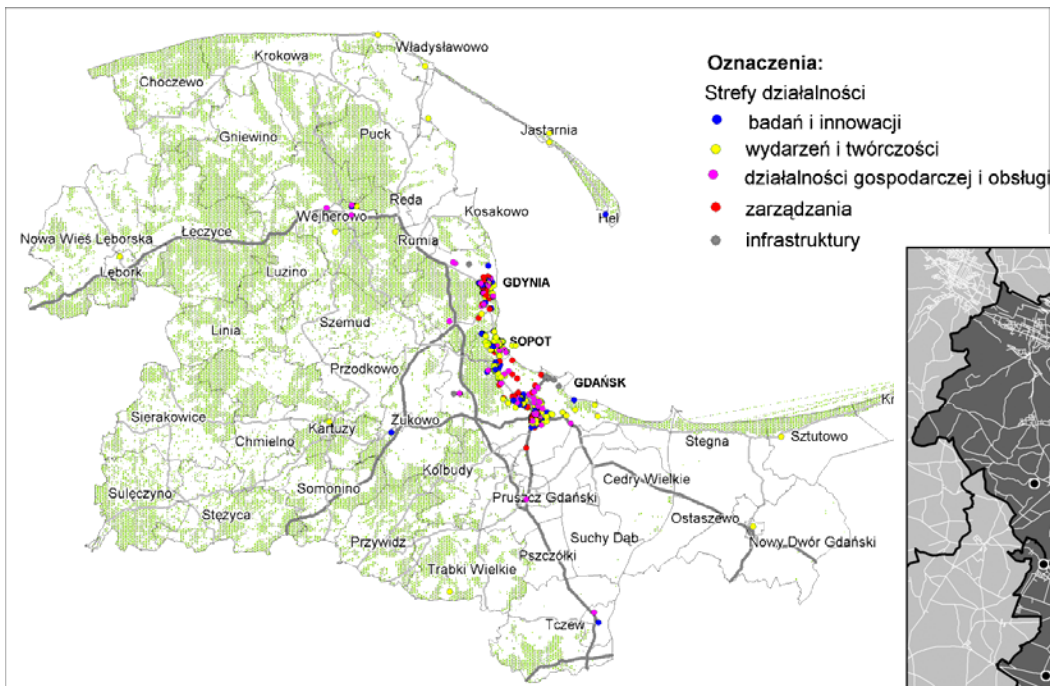 Władysławowo
Krokowa
Choczewo
Oznaczenia:
Strefy działalności
badań i innowacji
wydarzeń i twórczości
działalności gospodarczej i obsługi
zarządzania
infrastruktury
Puck
Jastarnia
Gniewino
Reda
Kosakowo
Hel
Wejherowo
Nowa Wieś Lęborska
Łęczyce
Rumia
Lębork
Luzino
GDYNIA
Linia
Szemud
SOPOT
Przodkowo
GDAŃSK
Sierakowice
Kartuzy
Żukowo
Chmielno
Stegna
Sztutowo
Kolbudy
Sulęczyno
Somonino
Cedry Wielkie
Pruszcz Gdański
Stężyca
Ostaszewo
Przywidz
Suchy Dąb
Nowy Dwór Gdański
Pszczółki
Trąbki Wielkie
Tczew